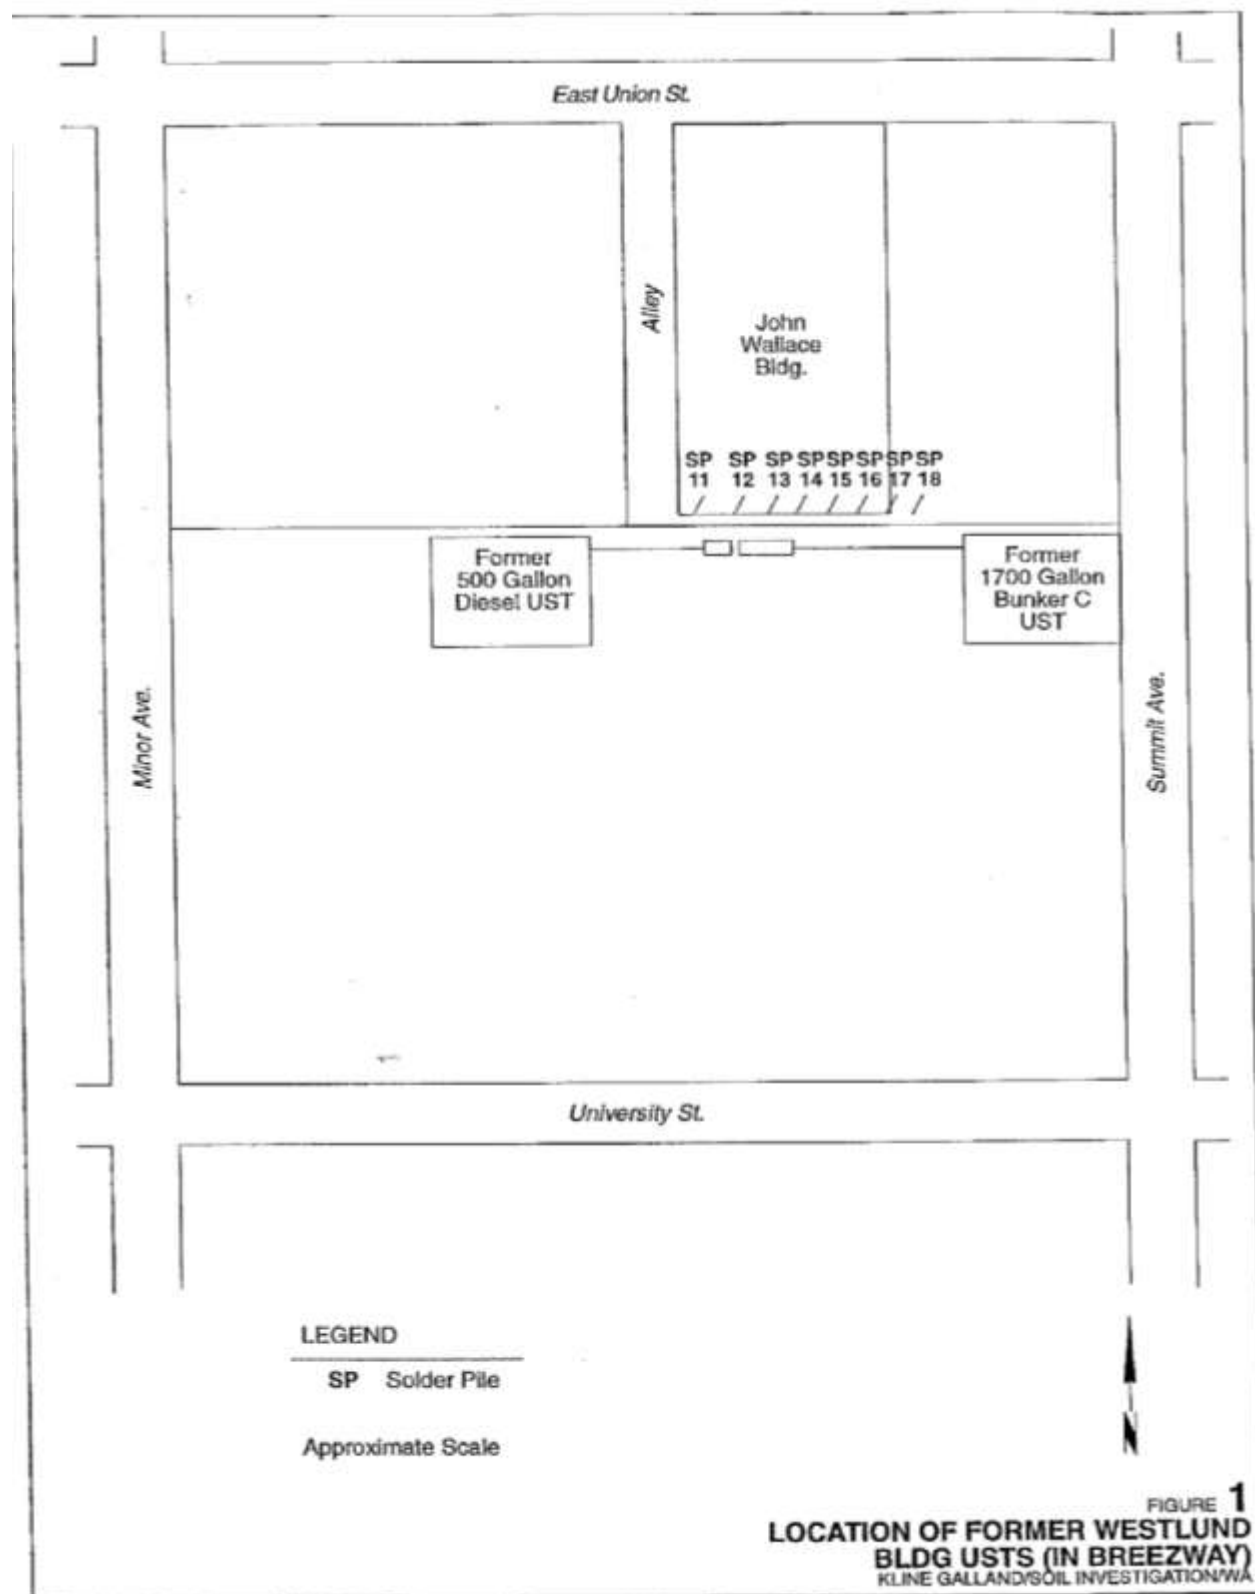 East Union St.
Alley
John
Wallace
Bldg.
SP SP SP SP SP SP SP SP
11 12 13 14 15 16 17 18
Former
500 Gallon
Diesel UST
Former
1700 Gallon
Bunker C
UST
Minor Ave.
Summit Ave.
University St.
LEGEND
SP Solder Pile
Approximate Scale
N
FIGURE 1
LOCATION OF FORMER WESTLUND
BLDG USTS (IN BREEZWAY)
KLINE GALLAND/SOIL INVESTIGATION/WA